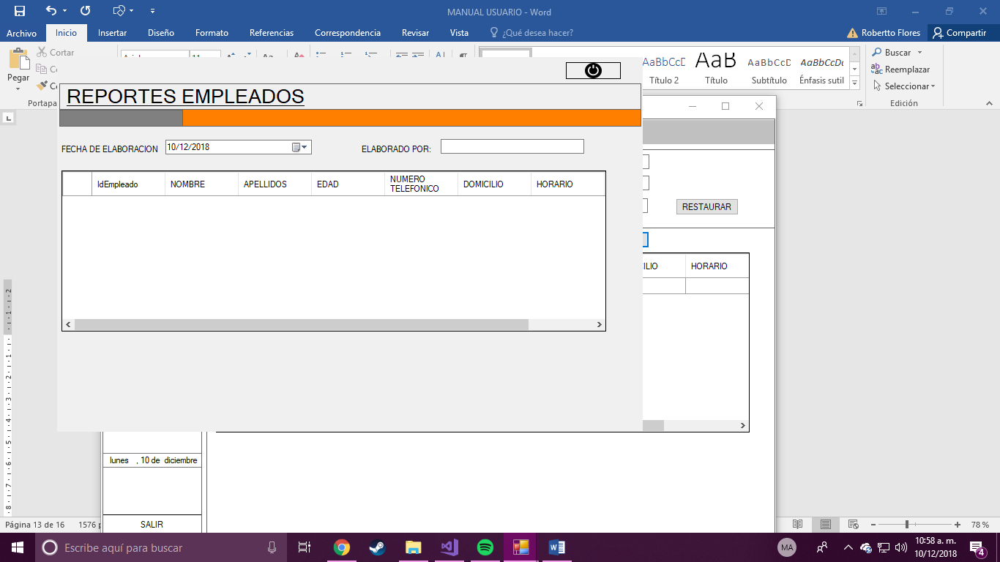 MANUAL USUARIO - Word
Archivo Inicio Insertar Diseño Formato Referencias Correspondencia Revisar Vista ¿Qué desea hacer? Robertto Flores Compartir
Cortar
Pegar
Portapa
11
AaBbCcD AaB AaBbCcD AaBbCcDc
Título 2 Título Subtítulo Énfasis sutil
Buscar
Reemplazar
Seleccionar
Edición
REPORTES EMPLEADOS
FECHA DE ELABORACION 10/12/2018 ELABORADO POR:
IdEmpleado NOMBRE APELLIDOS EDAD NUMERO TELEFONICO DOMICILIO HORARIO
RESTAURAR
ILIO HORARIO
lunes , 10 de diciembre
SALIR
Página 13 de 16 1576 p
78 %
Escribe aquí para buscar
MA
10:58 a. m.
10/12/2018
4